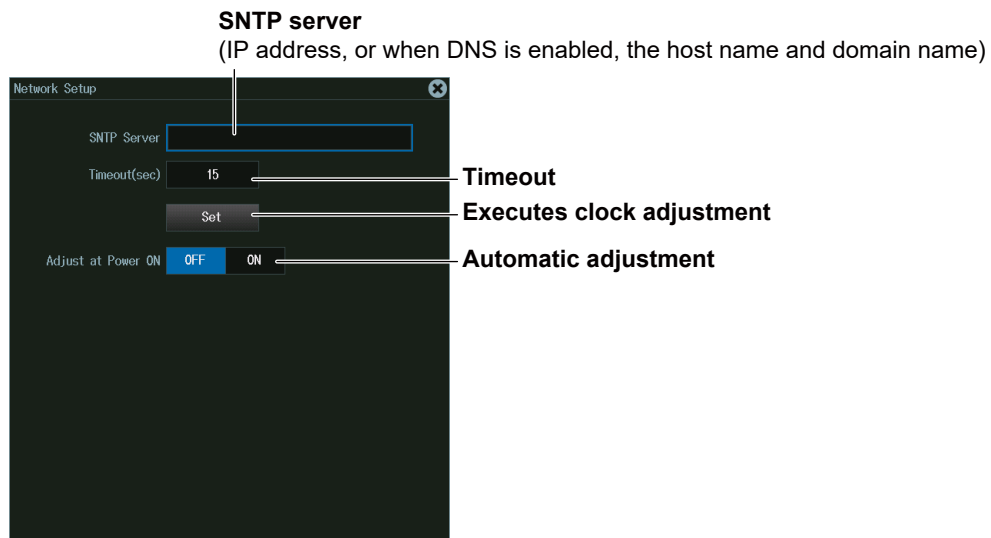 SNTP server
(IP address, or when DNS is enabled, the host name and domain name)
Network Setup
SNTP Server
Timeout(sec) 15 Timeout
Set Executes clock adjustment
Adjust at Power ON OFF ON Automatic adjustment